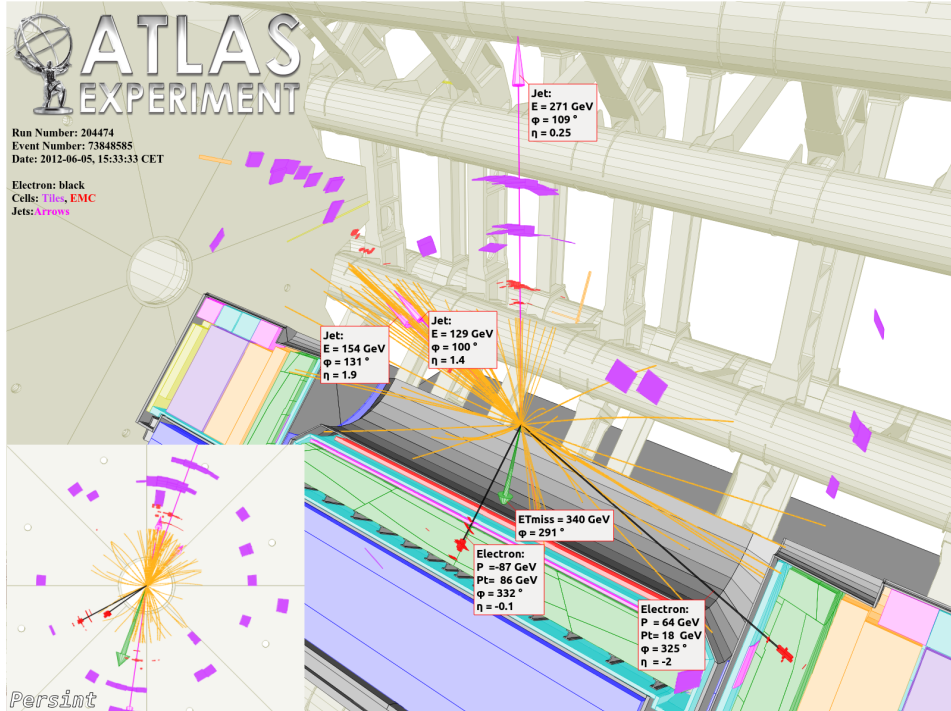 ATLAS
EXPERIMENT
Run Number: 204474
Event Number: 73848585
Date: 2012-06-05, 15:33:33 CET
Electron: black
Cells: Tiles, EMC
Jets:Arrows
Jet:
E = 271 GeV
φ = 109 °
η = 0.25
Jet:
E = 129 GeV
φ = 100 °
η = 1.4
Jet:
E = 154 GeV
φ = 131 °
η = 1.9
ETmiss = 340 GeV
φ = 291 °
Electron:
P =-87 GeV
Pt= 86 GeV
φ = 332 °
η = -0.1
Electron:
P = 64 GeV
Pt= 18 GeV
φ = 325 °
η = -2
Persint